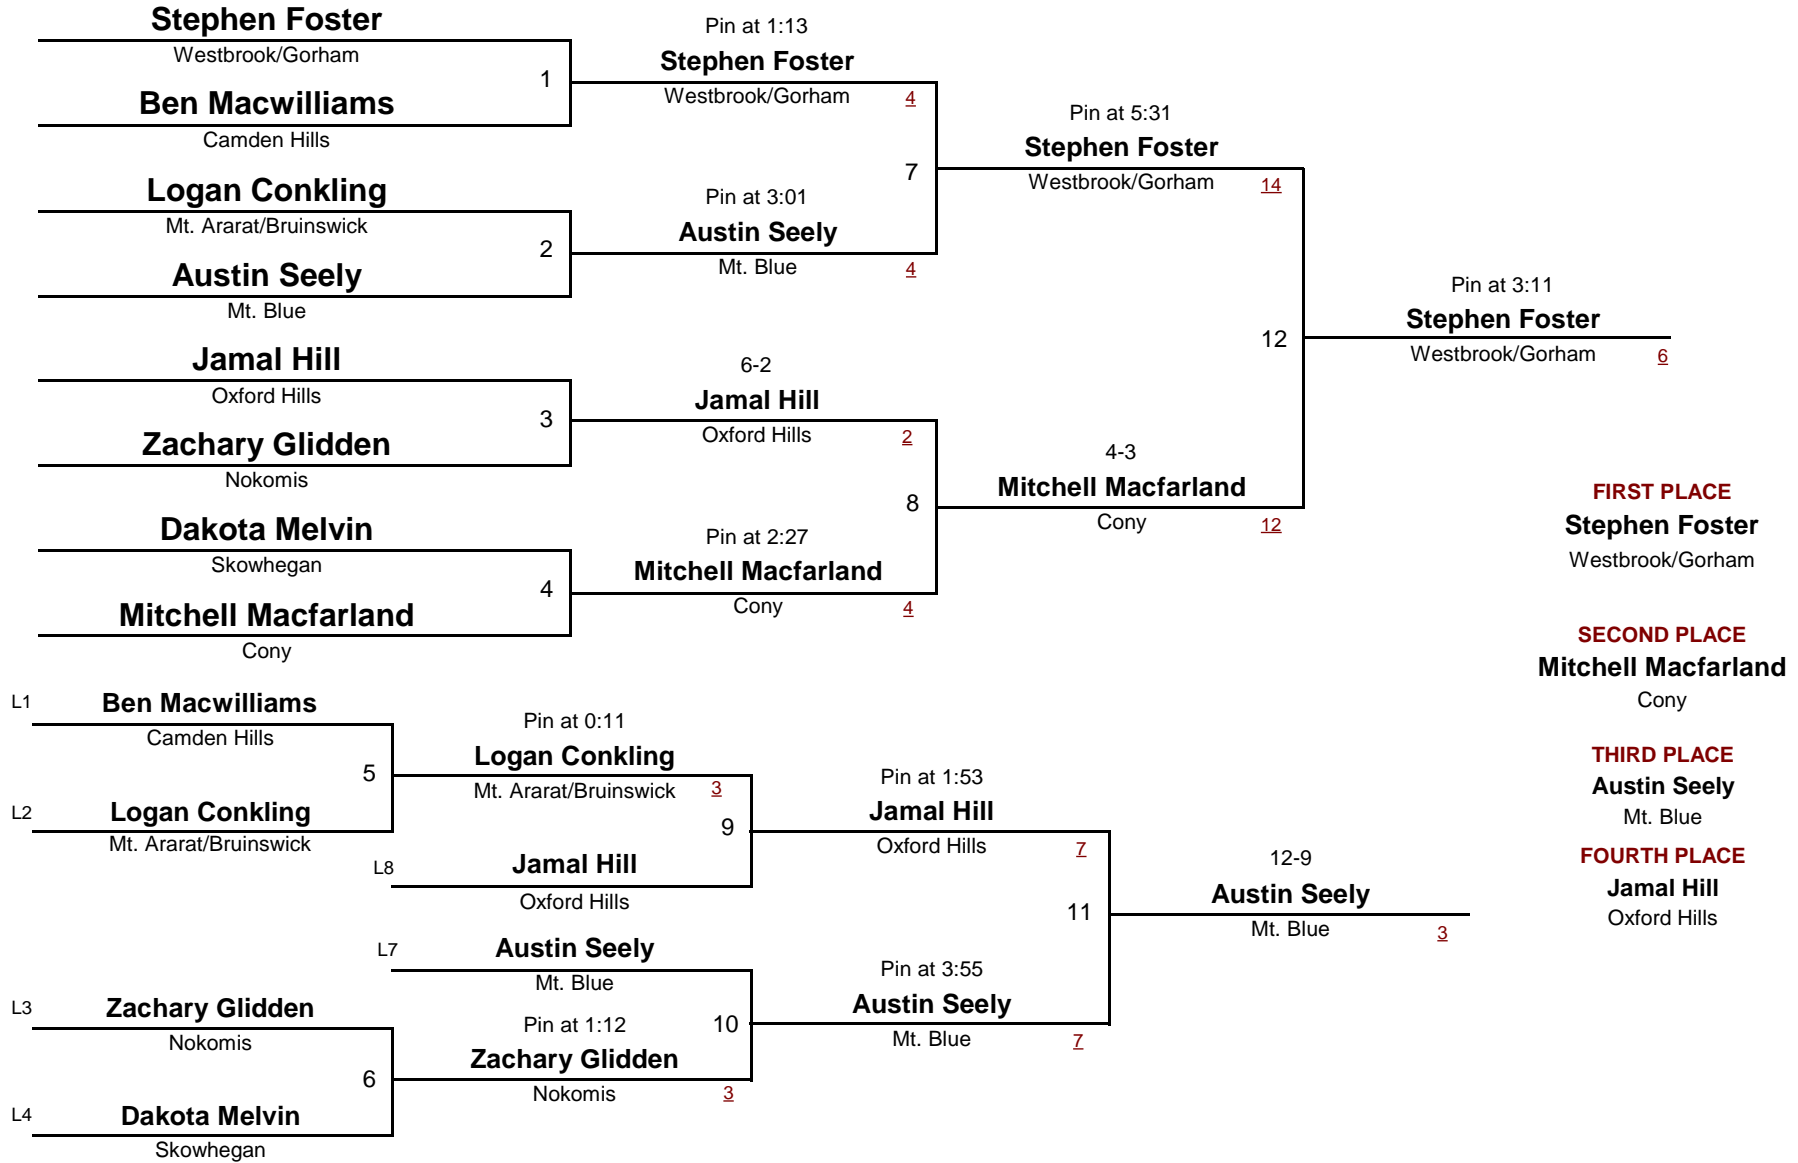 Stephen Foster
Westbrook/Gorham
1
Ben Macwilliams
Camden Hills
Logan Conkling
Mt. Ararat/Bruinswick
2
Austin Seely
Mt. Blue
Jamal Hill
Oxford Hills
3
Zachary Glidden
Nokomis
Dakota Melvin
Skowhegan
4
Mitchell Macfarland
Cony
Pin at 1:13
Stephen Foster
Westbrook/Gorham 4
7
Pin at 3:01
Austin Seely
Mt. Blue 4
6-2
Jamal Hill
Oxford Hills 2
8
Pin at 2:27
Mitchell Macfarland
Cony 4
Pin at 5:31
Stephen Foster
Westbrook/Gorham 14
12
4-3
Mitchell Macfarland
Cony 12
Pin at 3:11
Stephen Foster
Westbrook/Gorham 6
FIRST PLACE
Stephen Foster
Westbrook/Gorham
SECOND PLACE
Mitchell Macfarland
Cony
THIRD PLACE
Austin Seely
Mt. Blue
FOURTH PLACE
Jamal Hill
Oxford Hills
L1 Ben Macwilliams
Camden Hills
5
L2 Logan Conkling
Mt. Ararat/Bruinswick
Pin at 0:11
Logan Conkling
Mt. Ararat/Bruinswick 3
9
L8 Jamal Hill
Oxford Hills
L7 Austin Seely
Mt. Blue
10
Pin at 1:12
Zachary Glidden
Nokomis 3
L3 Zachary Glidden
Nokomis
6
L4 Dakota Melvin
Skowhegan
Pin at 1:53
Jamal Hill
Oxford Hills 7
11
Pin at 3:55
Austin Seely
Mt. Blue 7
12-9
Austin Seely
Mt. Blue 3